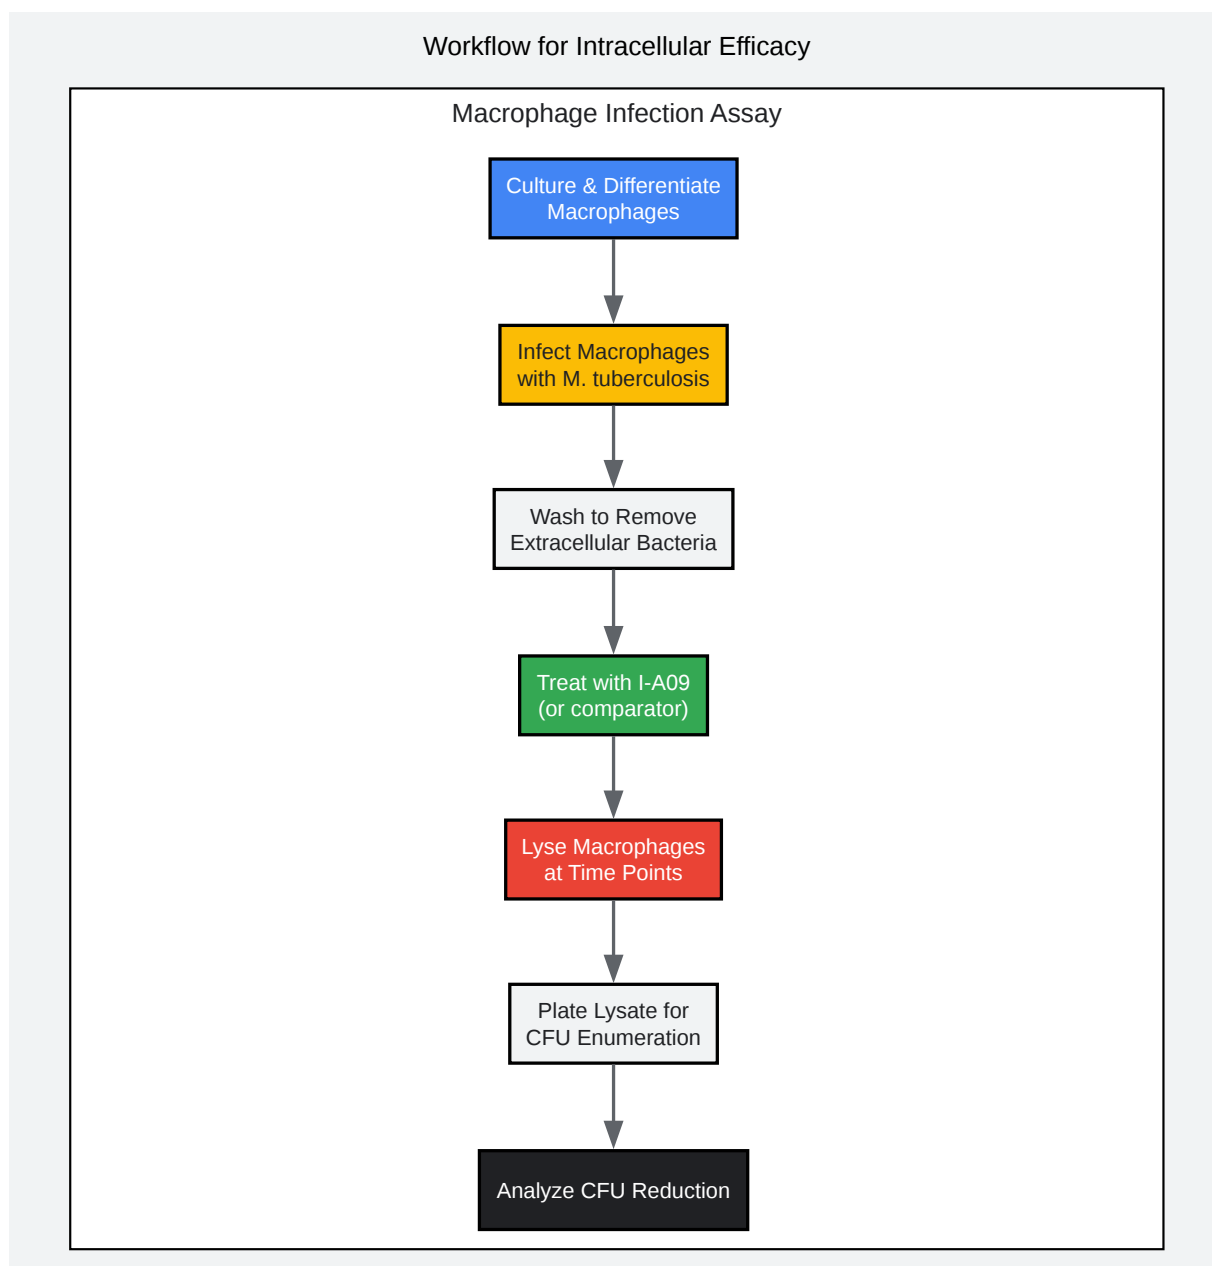 Workflow for Intracellular Efficacy
Macrophage Infection Assay
Culture & Differentiate
Macrophages
Infect Macrophages
with M. tuberculosis
Wash to Remove
Extracellular Bacteria
Treat with I-A09
(or comparator)
Lyse Macrophages
at Time Points
Plate Lysate for
CFU Enumeration
Analyze CFU Reduction